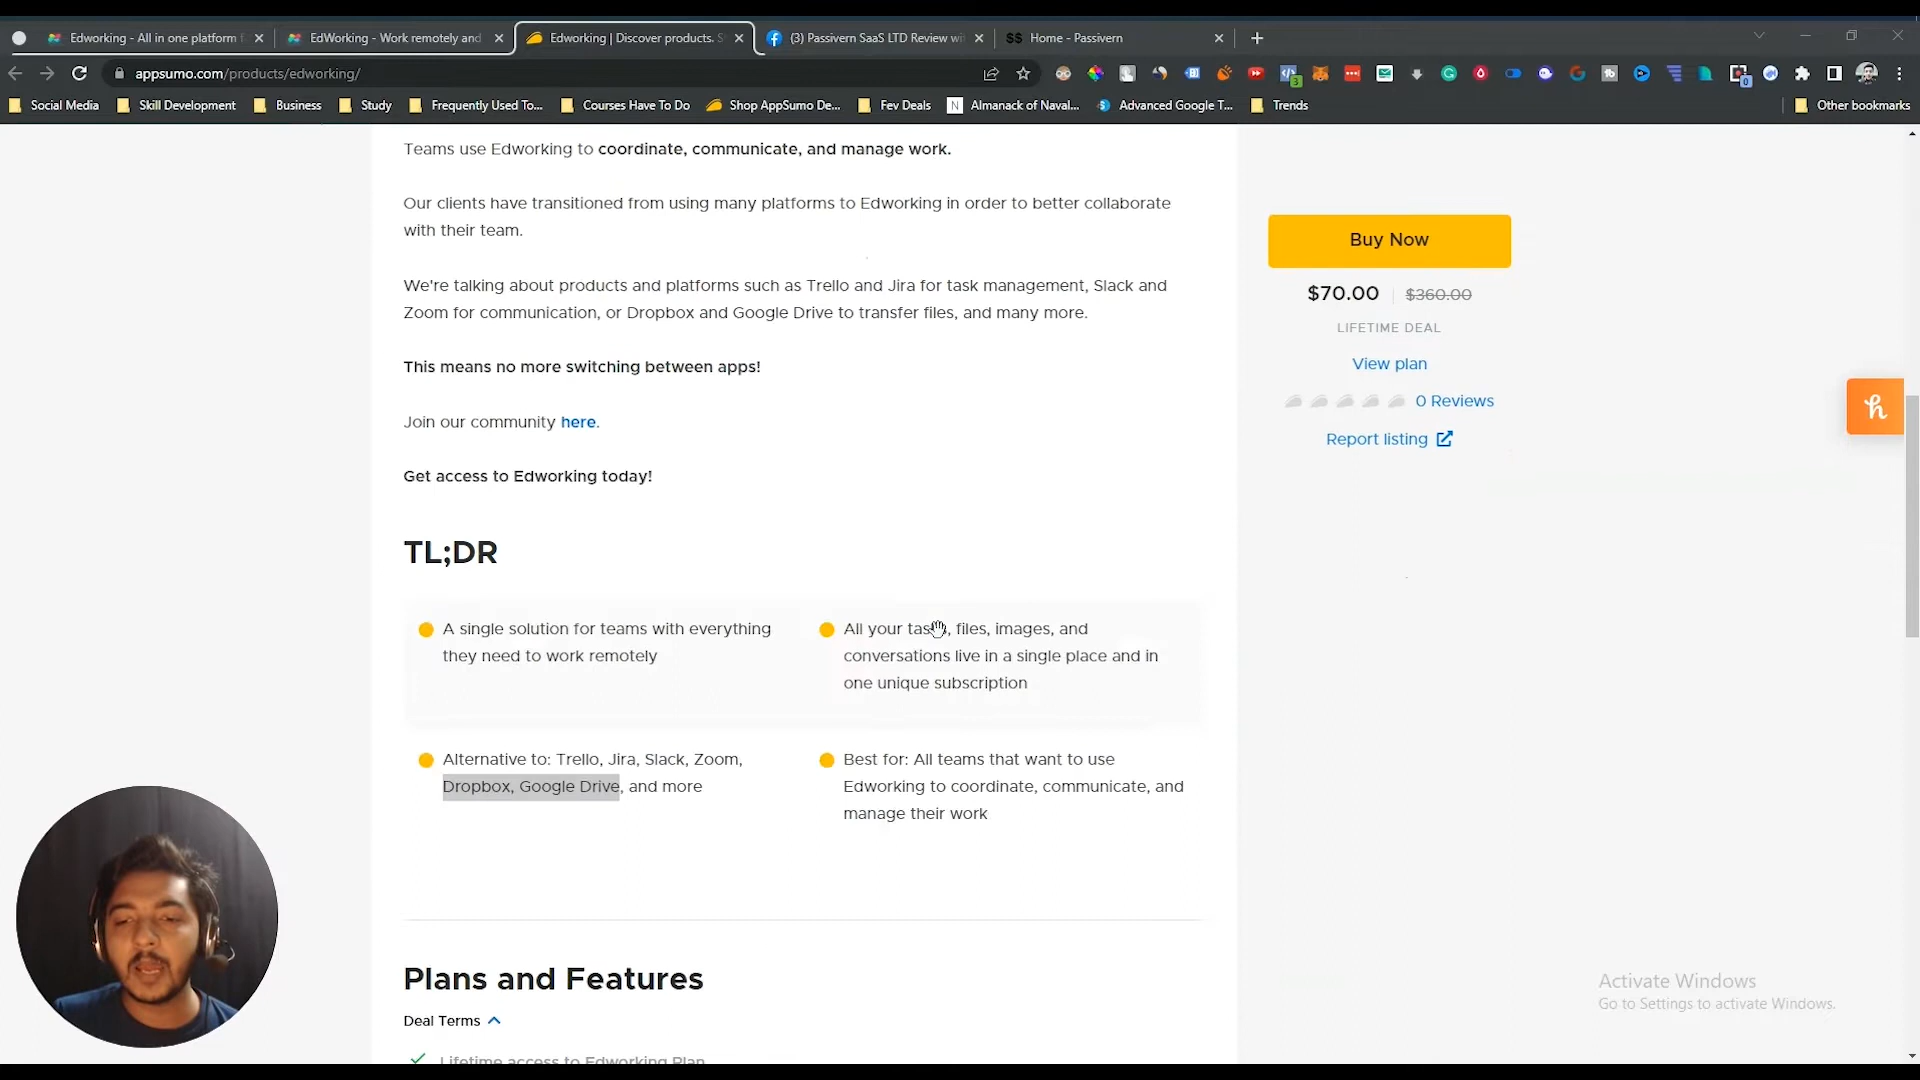 Edworking - All in one platform f
EdWorking - Work remotely and
Edworking | Discover products. S
(3) Passivern SaaS LTD Review wi
Home - Passivern
appsumo.com/products/edworking/
Social Media
Skill Development
Business
Study
Frequently Used To...
Courses Have To Do
Shop AppSumo De...
Fev Deals
Almanack of Naval...
Advanced Google T...
Trends
Other bookmarks
Teams use Edworking to coordinate, communicate, and manage work.
Our clients have transitioned from using many platforms to Edworking in order to better collaborate
with their team.
We're talking about products and platforms such as Trello and Jira for task management, Slack and
Zoom for communication, or Dropbox and Google Drive to transfer files, and many more.
This means no more switching between apps!
Join our community here.
Get access to Edworking today!
TL;DR
A single solution for teams with everything
they need to work remotely
All your tasks, files, images, and
conversations live in a single place and in
one unique subscription
Alternative to: Trello, Jira, Slack, Zoom,
Dropbox, Google Drive, and more
Best for: All teams that want to use
Edworking to coordinate, communicate, and
manage their work
Plans and Features
Deal Terms
Lifetime access to Edworking Plan
Buy Now
$70.00 $360.00
LIFETIME DEAL
View plan
0 Reviews
Report listing
Activate Windows
Go to Settings to activate Windows.